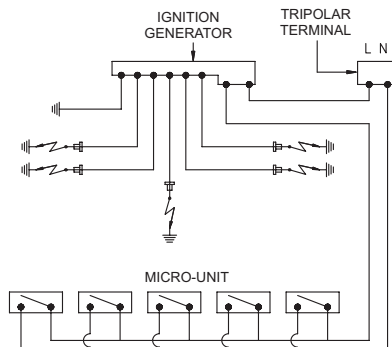 IGNITION
GENERATOR
TRIPOLAR
TERMINAL
L N
MICRO-UNIT